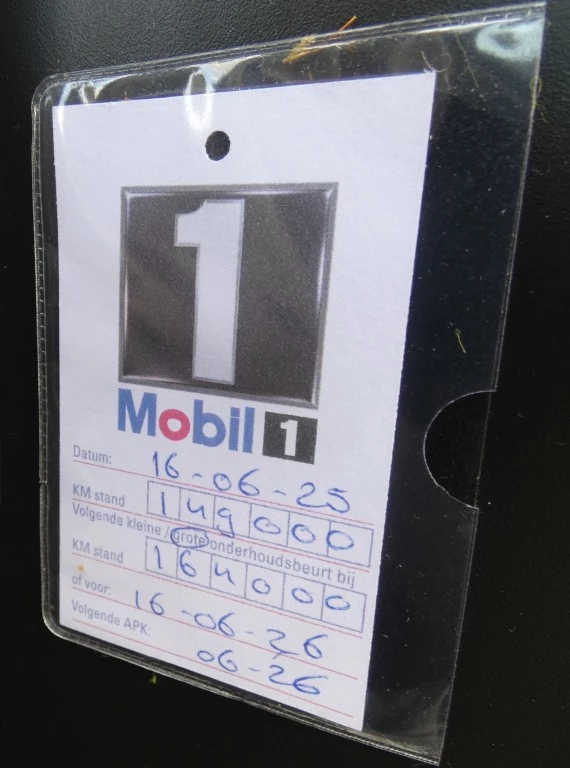 1
Mobil 1
Datum: 16-06-25
KM stand 149000
Volgende kleine / grote onderhoudsbeurt bij
KM stand 164000
of voor: 16-06-26
Volgende APK: 06-26